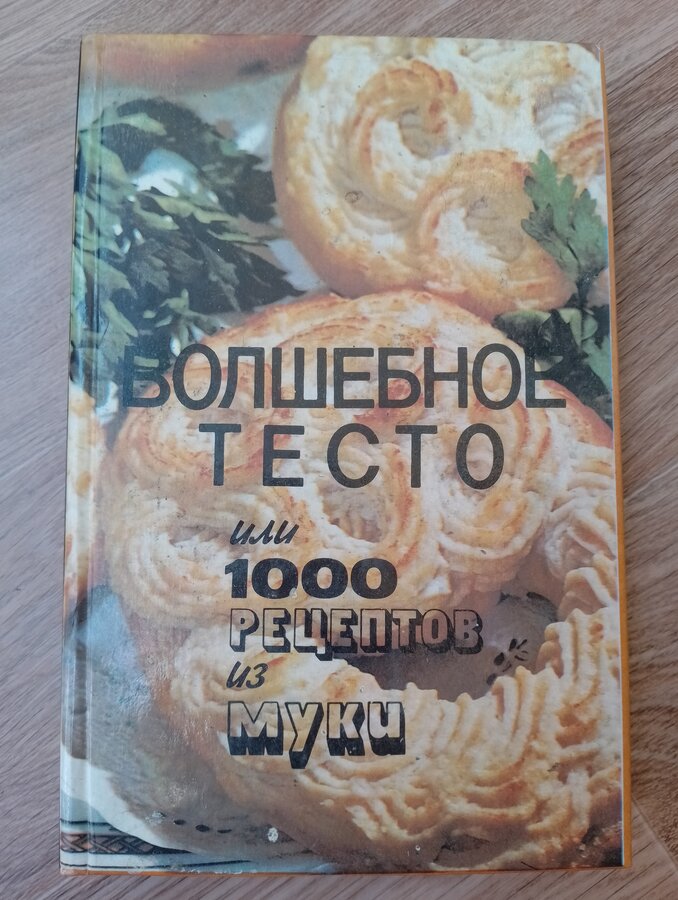 ВОЛШЕБНОЕ
ТЕСТО
или
1000
РЕЦЕПТОВ
из
МУКИ